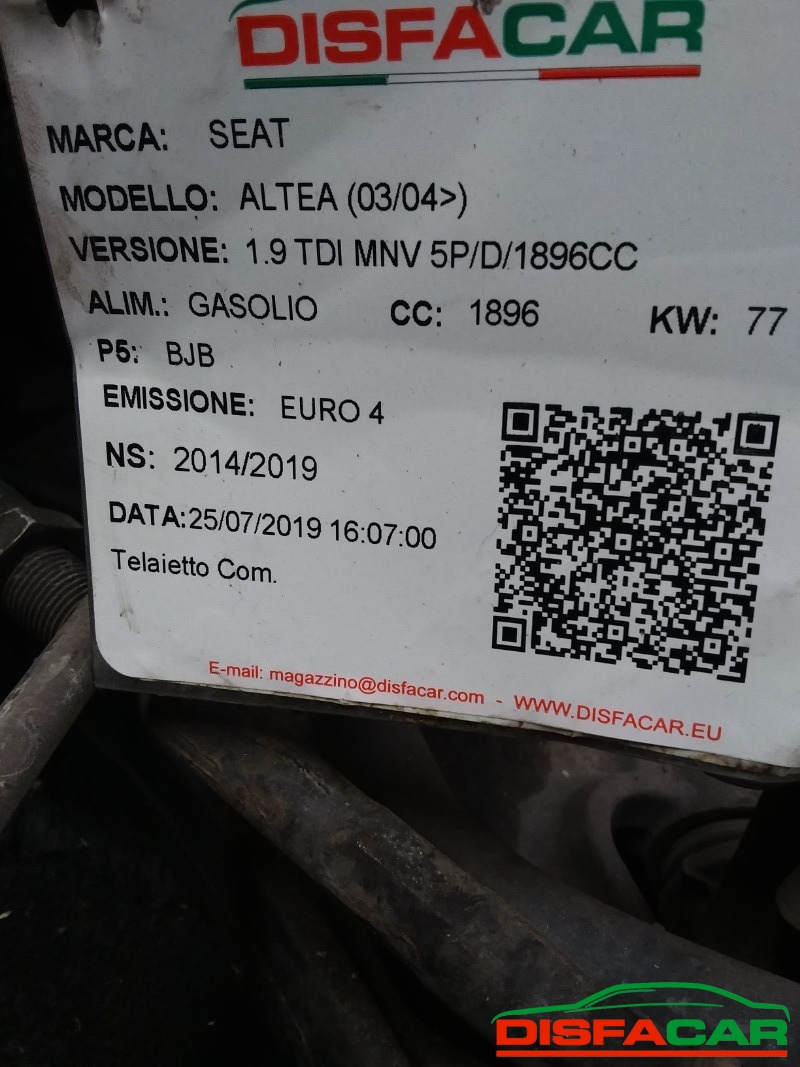 DISFACAR
MARCA: SEAT
MODELLO: ALTEA (03/04>)
VERSIONE: 1.9 TDI MNV 5P/D/1896CC
ALIM.: GASOLIO CC: 1896 KW: 77
P5: BJB
EMISSIONE: EURO 4
NS: 2014/2019
DATA:25/07/2019 16:07:00
Telaietto Com.
E-mail: magazzino@disfacar.com - WWW.DISFACAR.EU
DISFACAR